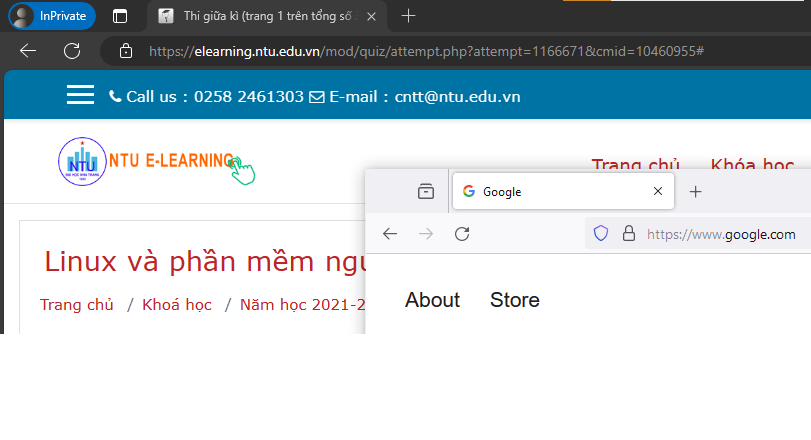 InPrivate
Thi giữa kì (trang 1 trên tổng số
https://elearning.ntu.edu.vn/mod/quiz/attempt.php?attempt=1166671&cmid=10460955#
Call us : 0258 2461303 E-mail : cntt@ntu.edu.vn
NTU
NTU E-LEARNING
Trang chủ Khóa học
Google
https://www.google.com
Linux và phần mềm
Trang chủ / Khoá học / Năm học 2021-2
About Store